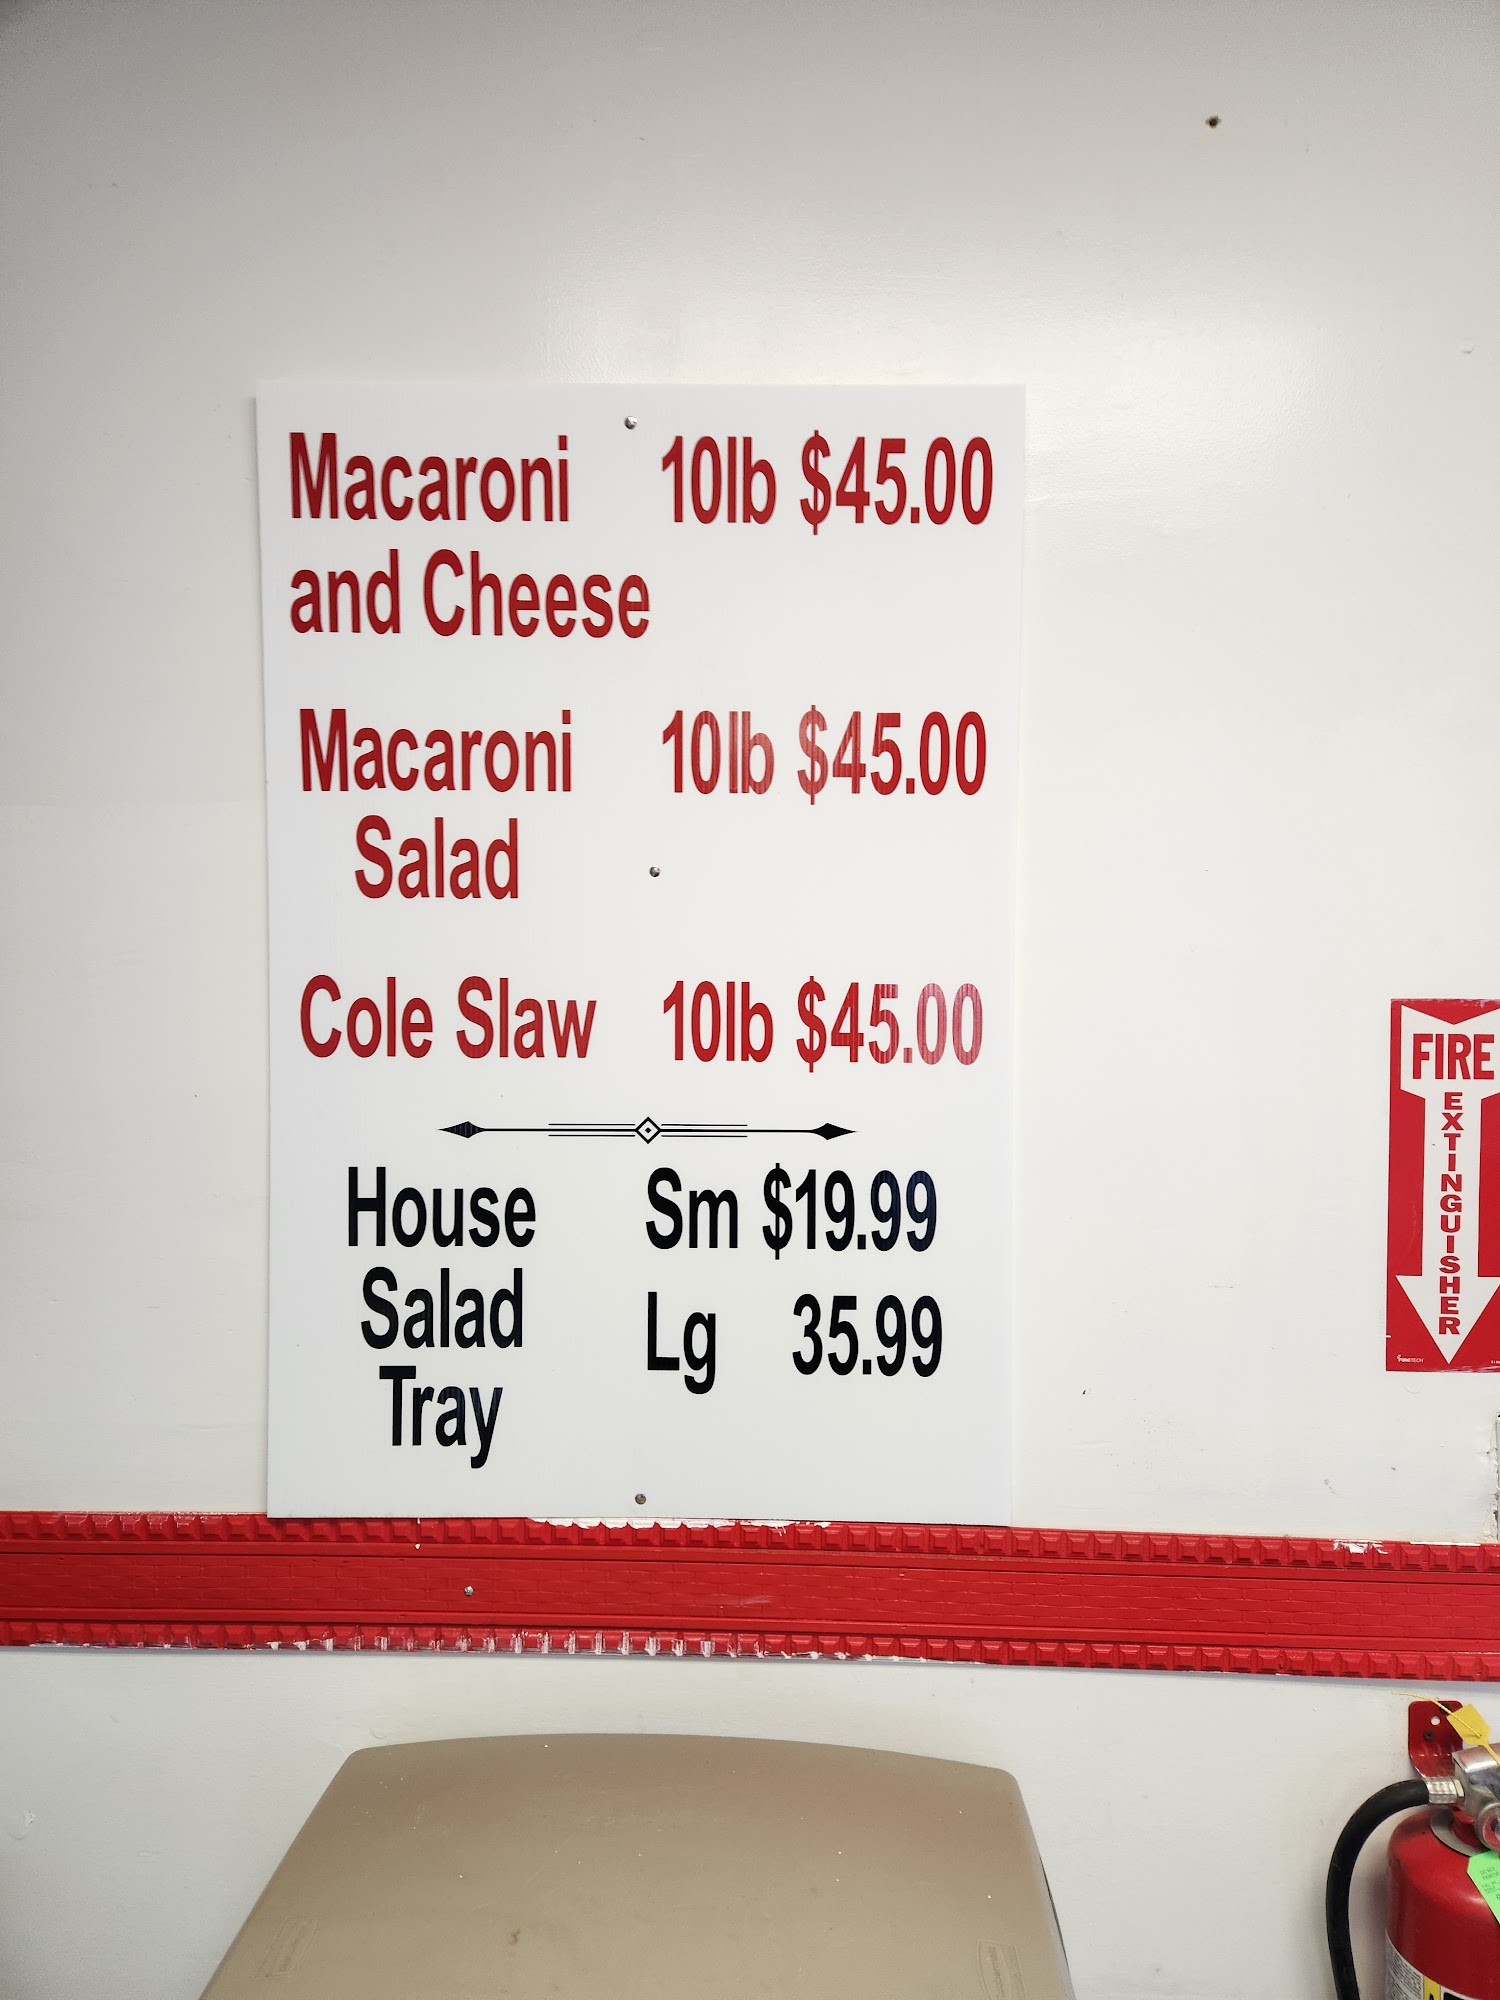 Macaroni 10lb $45.00
and Cheese
Macaroni 10lb $45.00
Salad
Cole Slaw 10lb $45.00
House Sm $19.99
Salad
Lg 35.99
Tray
FIRE
EXTINGUISHER
FIRETECH